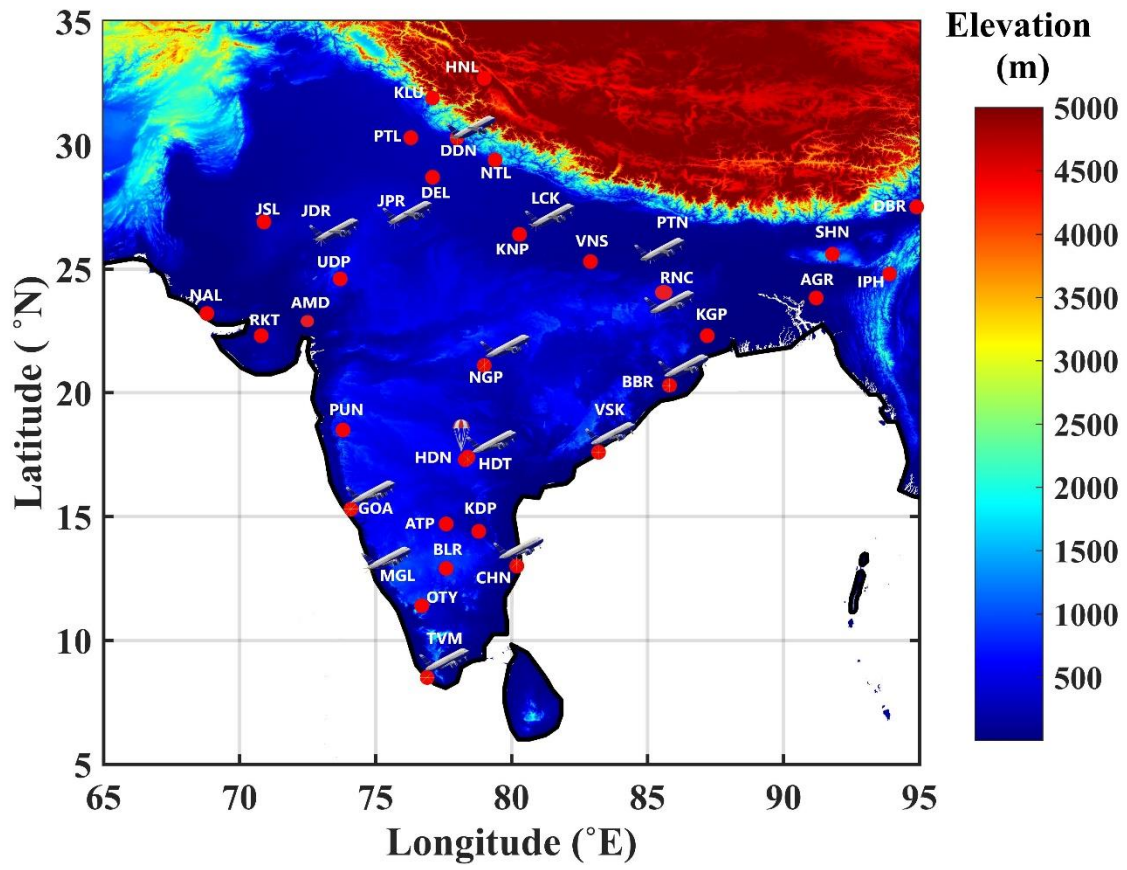 Elevation
(m)
35
30
25
20
15
10
5
Latitude ( ˚N)
HNL
KLU
PTL
DDN
NTL
DEL
JPR
LCK
DBR
JSL
JDR
PTN
SHN
KNP
VNS
UDP
RNC
AGR
IPH
NAL
AMD
RKT
KGP
NGP
BBR
PUN
VSK
HDN
HDT
GOA
KDP
ATP
BLR
MGL
CHN
OTY
TVM
65 70 75 80 85 90 95
Longitude (˚E)
5000
4500
4000
3500
3000
2500
2000
1500
1000
500